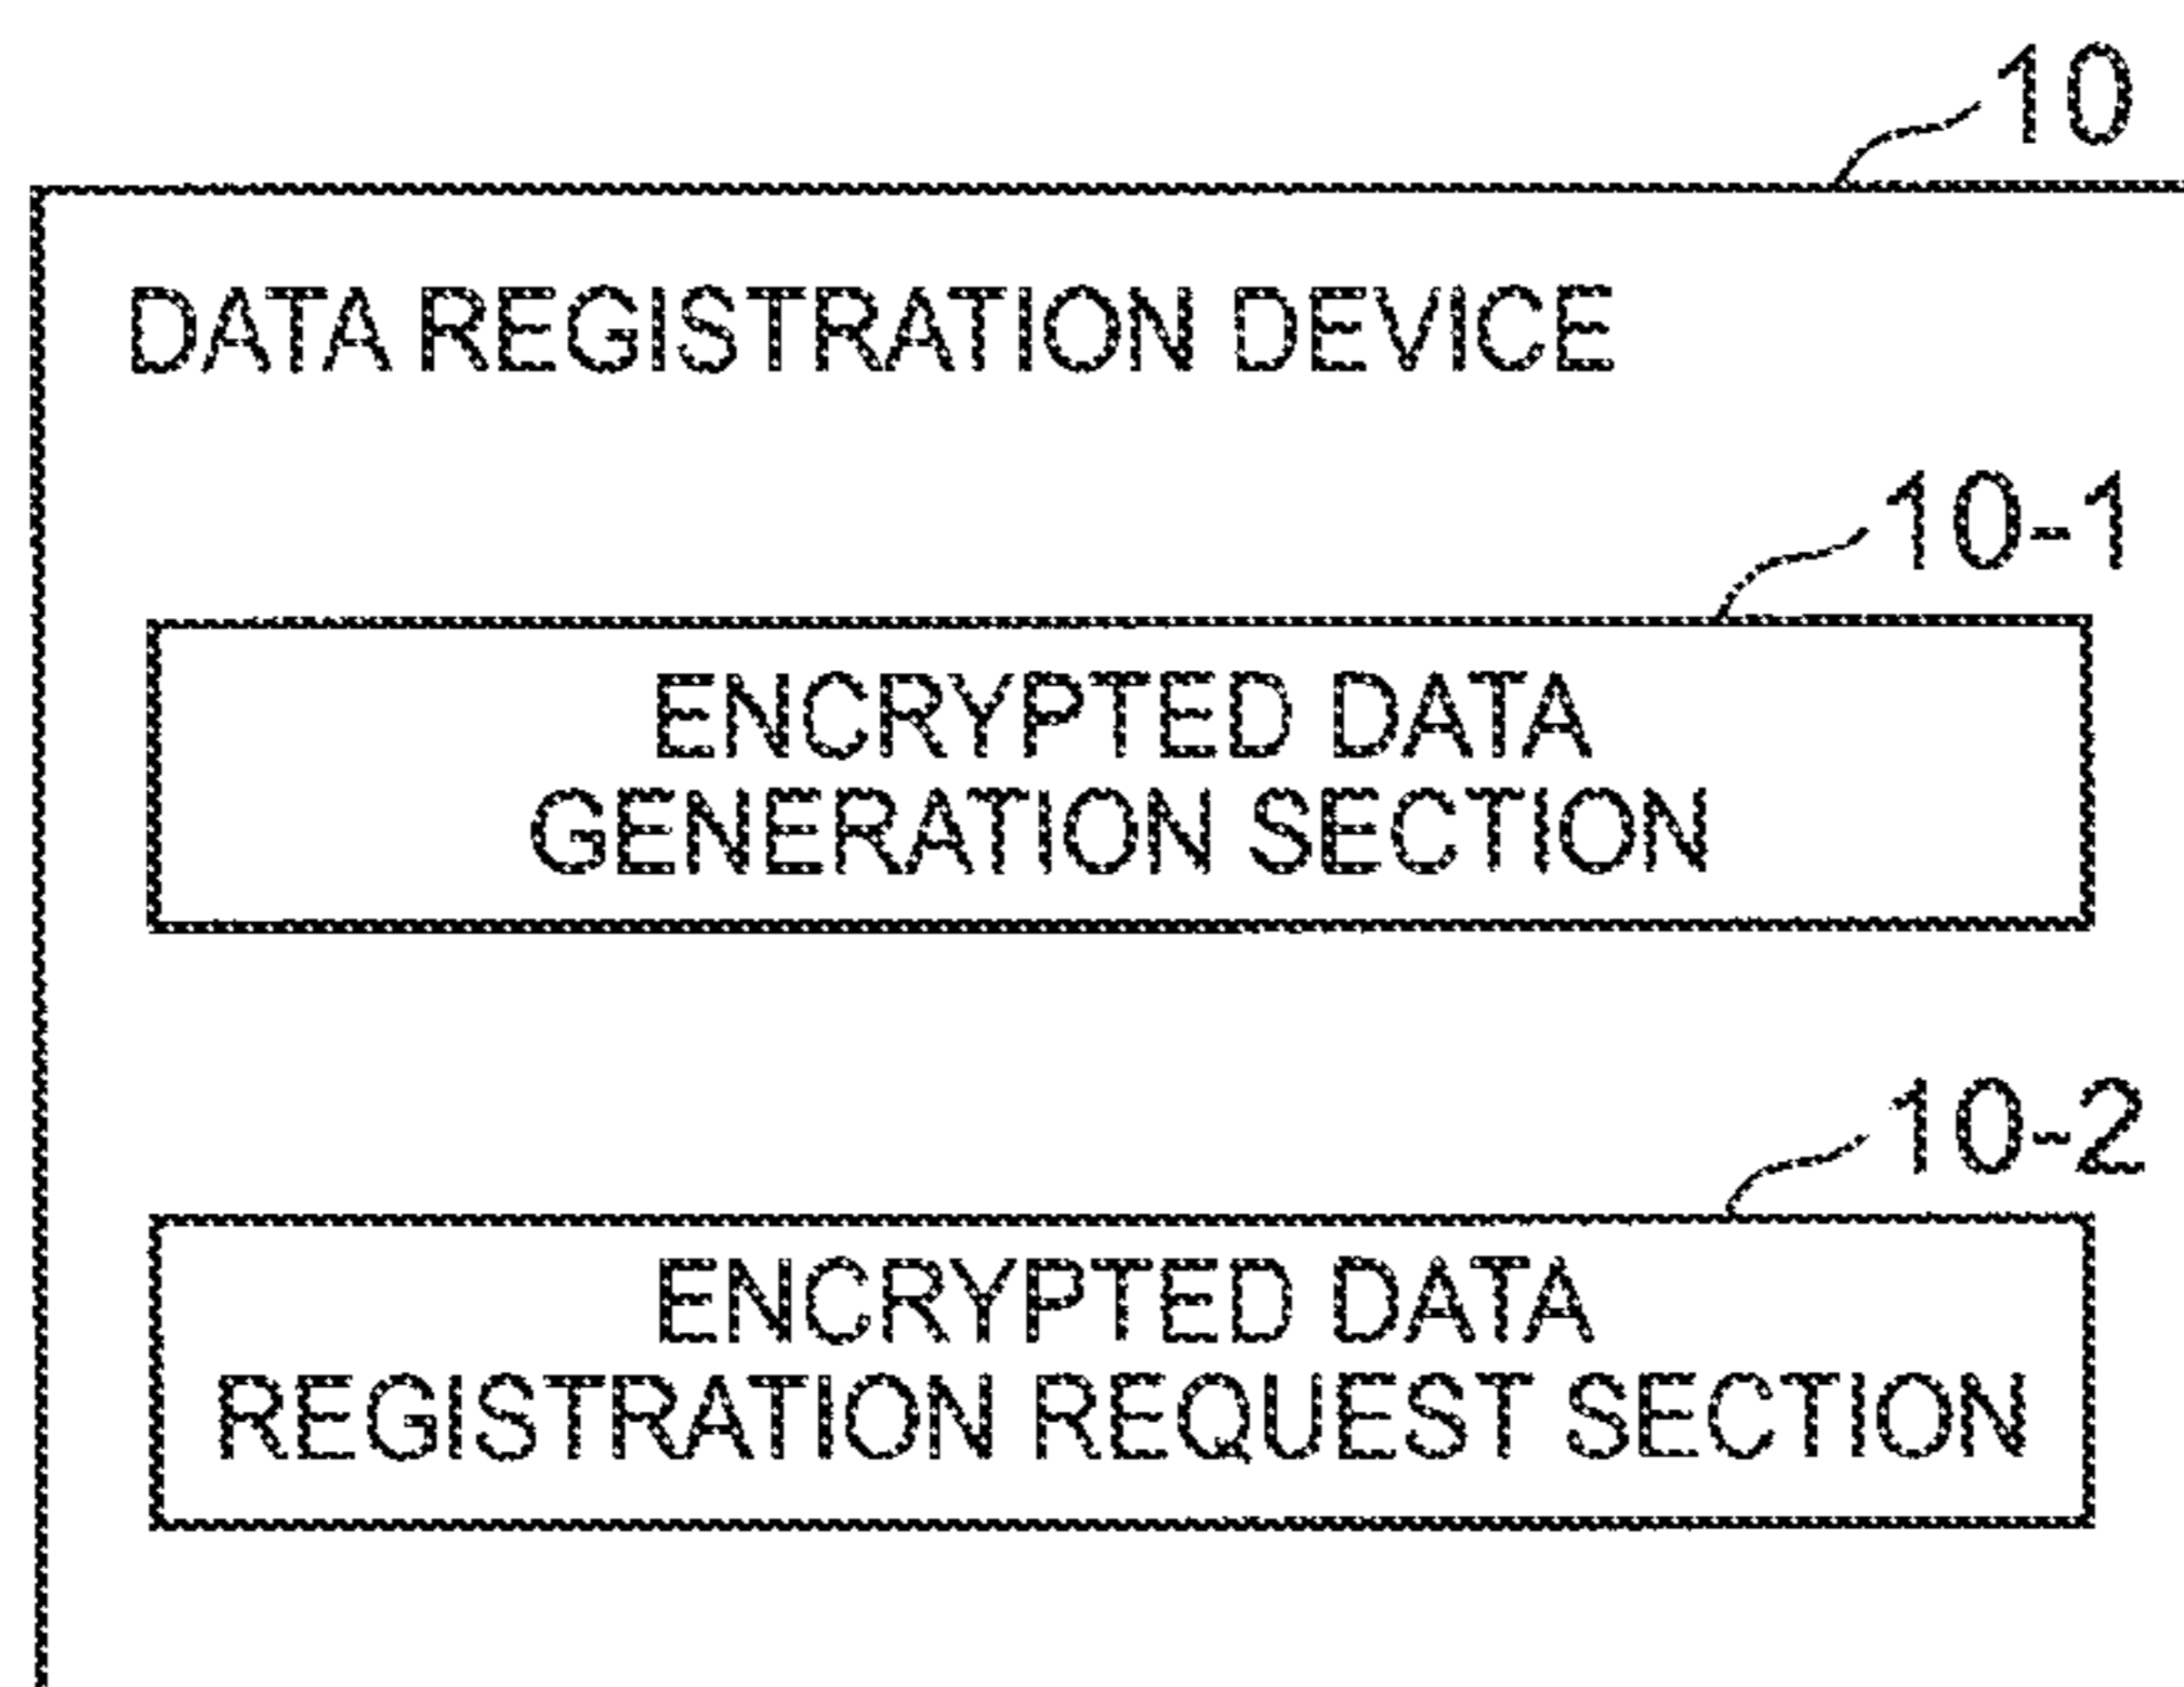 10
DATA REGISTRATION DEVICE
10-1
ENCRYPTED DATA
GENERATION SECTION
10-2
ENCRYPTED DATA
REGISTRATION REQUEST SECTION